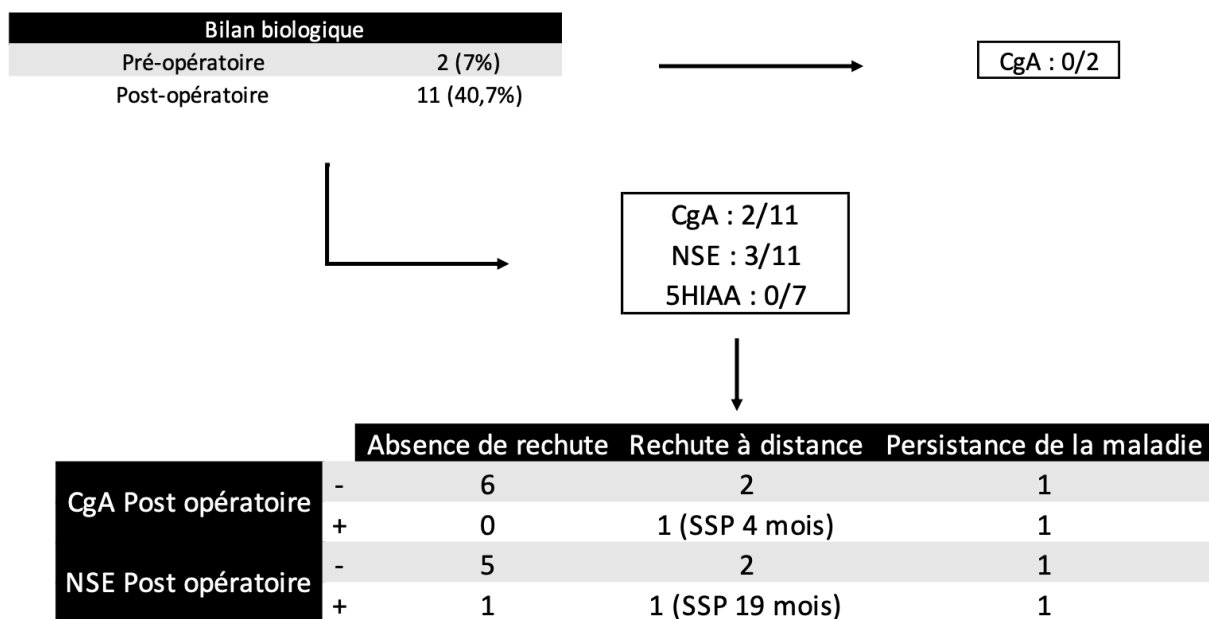 Bilan biologique
Pré-opératoire 2 (7%)
Post-opératoire 11 (40,7%)
CgA : 0/2
CgA : 2/11
NSE : 3/11
5HIAA : 0/7
Absence de rechute Rechute à distance Persistance de la maladie
CgA Post opératoire
- 6 2 1
+ 0 1 (SSP 4 mois) 1
NSE Post opératoire
- 5 2 1
+ 1 1 (SSP 19 mois) 1